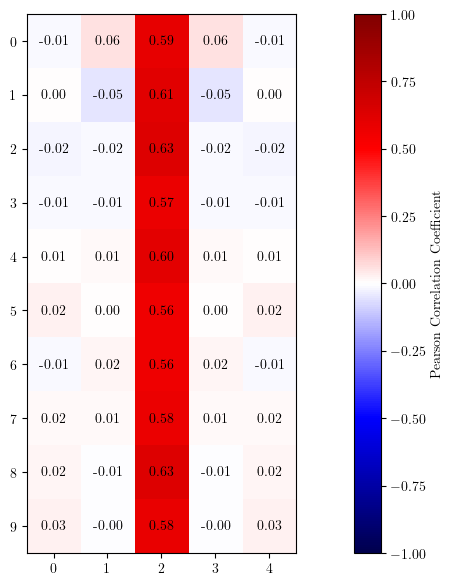 0 -0.01 0.06 0.59 0.06 -0.01
1 0.00 -0.05 0.61 -0.05 0.00
2 -0.02 -0.02 0.63 -0.02 -0.02
3 -0.01 -0.01 0.57 -0.01 -0.01
4 0.01 0.01 0.60 0.01 0.01
5 0.02 0.00 0.56 0.00 0.02
6 -0.01 0.02 0.56 0.02 -0.01
7 0.02 0.01 0.58 0.01 0.02
8 0.02 -0.01 0.63 -0.01 0.02
9 0.03 -0.00 0.58 -0.00 0.03
0 1 2 3 4
1.00
0.75
0.50
0.25
0.00
−0.25
−0.50
−0.75
−1.00
Pearson Correlation Coefficient